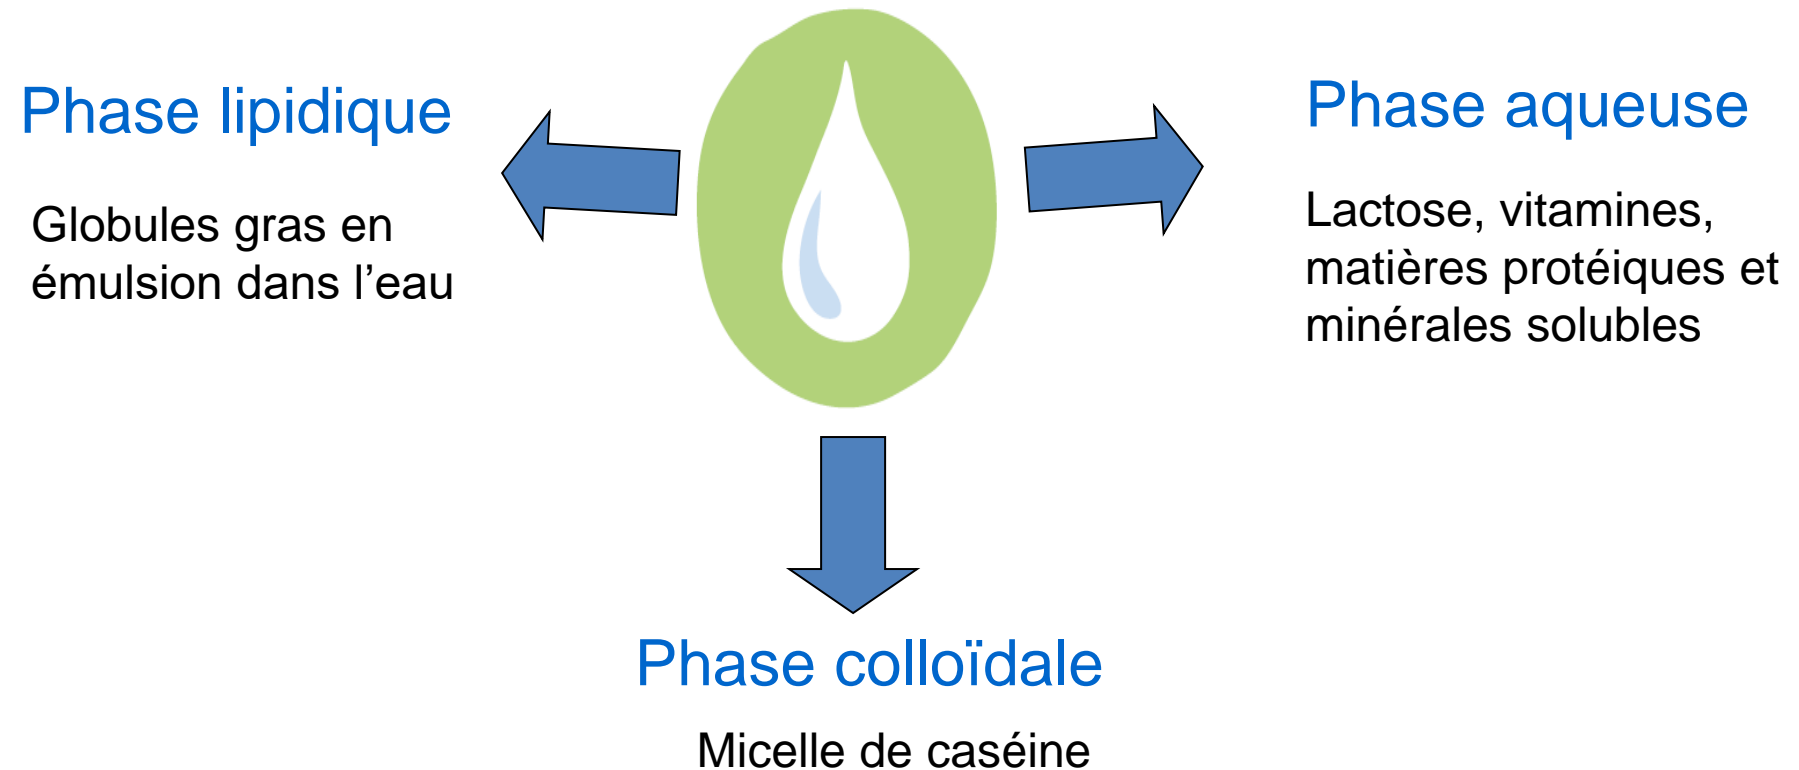 Phase lipidique
Globules gras en
émulsion dans l’eau
Phase aqueuse
Lactose, vitamines,
matières protéiques et
minérales solubles
Phase colloïdale
Micelle de caséine